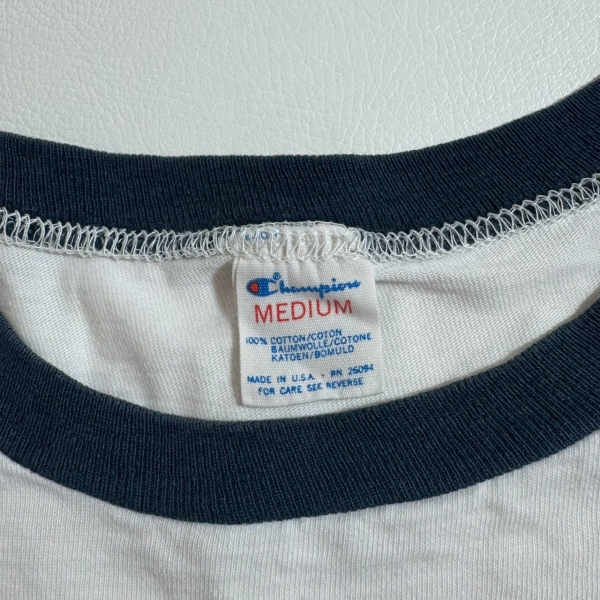 Champion
MEDIUM
100% COTTON/COTON
BAUMWOLLE/COTONE
KATOEN/BOMULD
MADE IN U.S.A. · RN 26094
FOR CARE SEE REVERSE